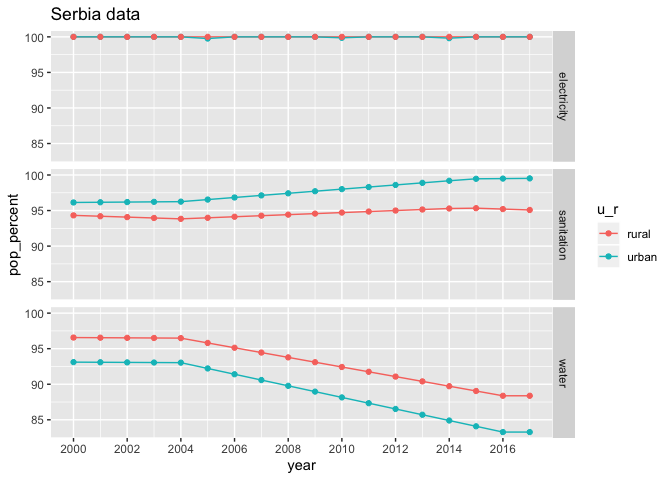 Serbia data
100
95
90
85
electricity
100
95
90
85
sanitation
100
95
90
85
water
pop_percent
2000 2002 2004 2006 2008 2010 2012 2014 2016
year
u_r
rural
urban